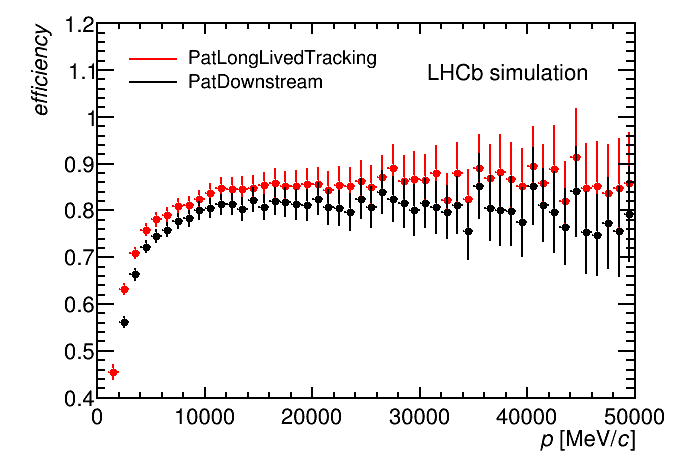 efficiency
1.2
1.1
1
0.9
0.8
0.7
0.6
0.5
0.4
PatLongLivedTracking
PatDownstream
LHCb simulation
0 10000 20000 30000 40000 50000
p [MeV/c]